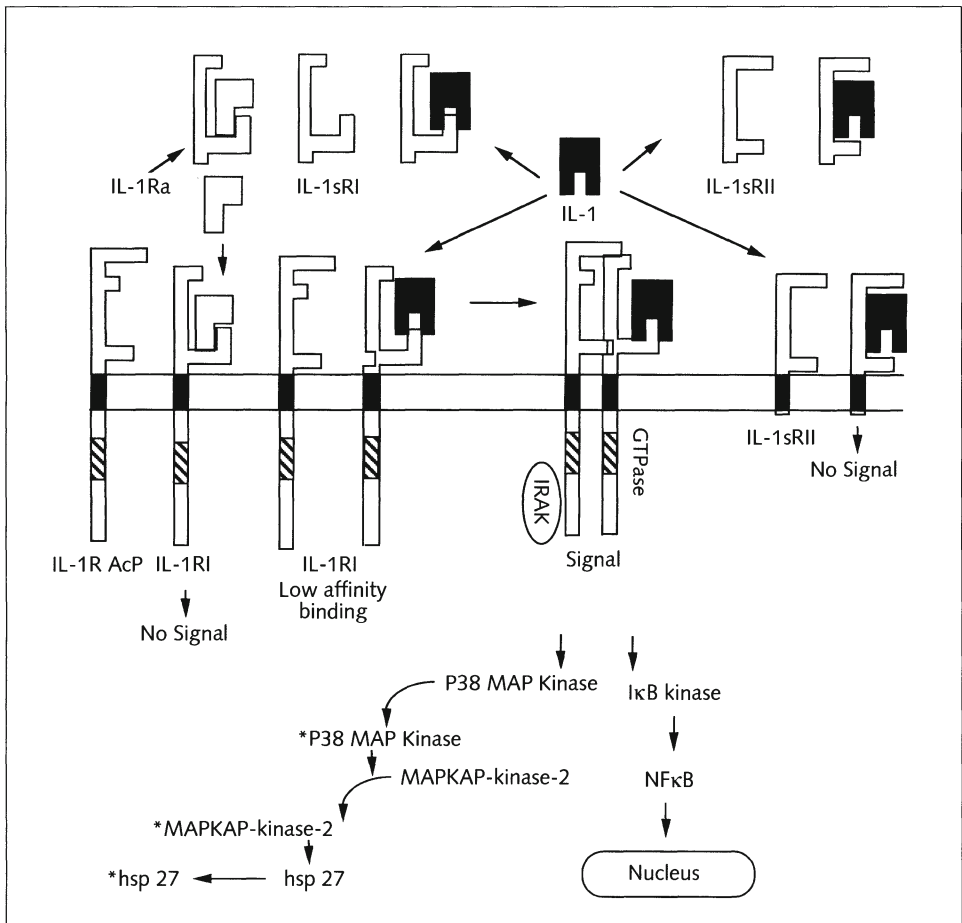 IL-1Ra
IL-1sRI
IL-1
IL-1sRII
GTPase
IRAK
IL-1sRII
No Signal
IL-1R AcP
IL-1RI
IL-1RI
Low affinity
binding
Signal
No Signal
P38 MAP Kinase
IκB kinase
*P38 MAP Kinase
MAPKAP-kinase-2
NFκB
*MAPKAP-kinase-2
*hsp 27
hsp 27
Nucleus